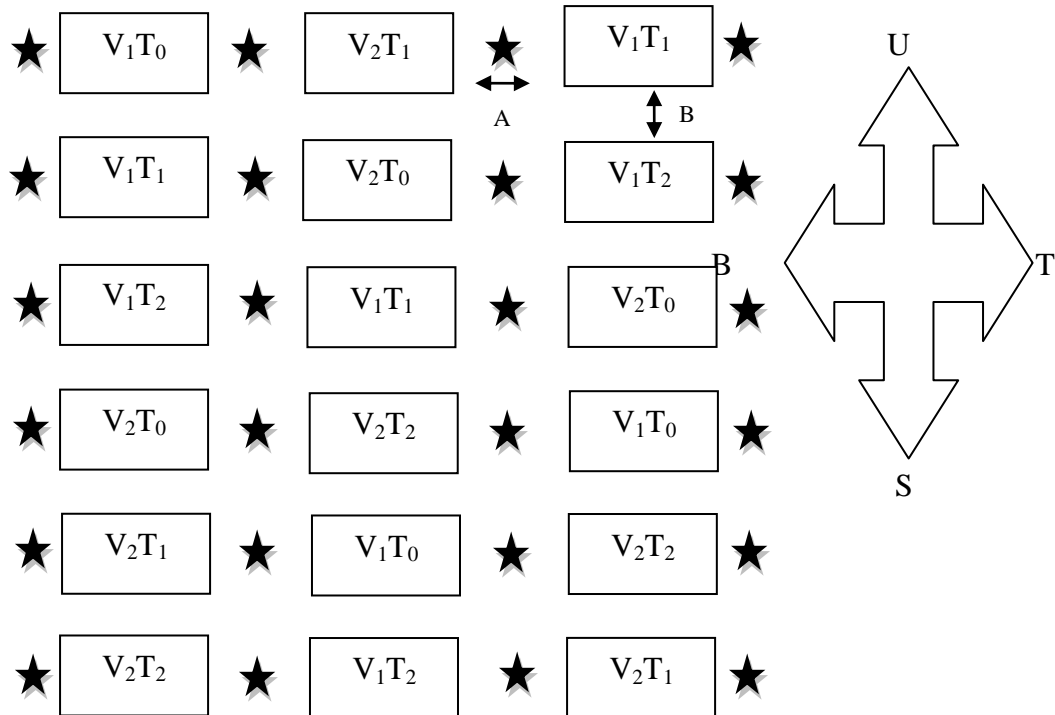 V₁T₀ V₂T₁ V₁T₁
U
A B
V₁T₁ V₂T₀ V₁T₂
B T
V₁T₂ V₁T₁ V₂T₀
V₂T₀ V₂T₂ V₁T₀
S
V₂T₁ V₁T₀ V₂T₂
V₂T₂ V₁T₂ V₂T₁